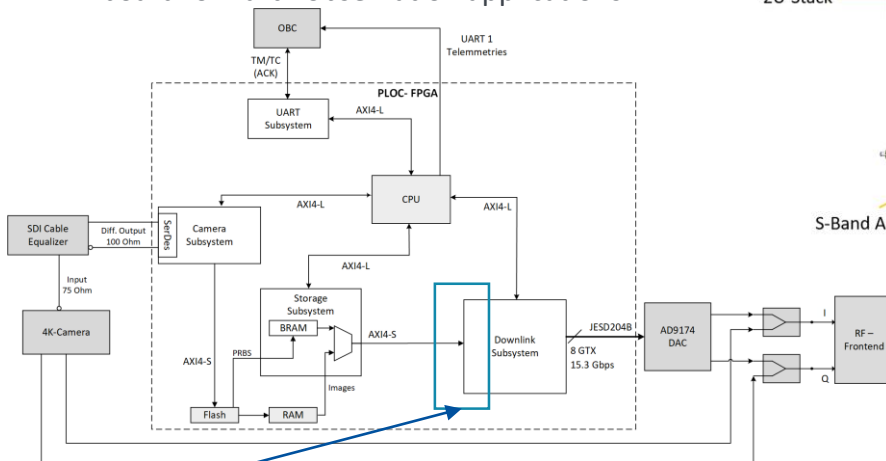 2U Stack
OBC
UART 1
Telemmetries
TM/TC
(ACK)
PLOC- FPGA
UART
Subsystem
AXI4-L
CPU
AXI4-L
AXI4-L
SDI Cable
Equalizer
Diff. Output
100 Ohm
SerDes
Camera
Subsystem
S-Band A
AXI4-L
Input
75 Ohm
Storage
Subsystem
4K-Camera
BRAM
AXI4-S
Downlink
Subsystem
JESD204B
8 GTX
15.3 Gbps
AD9174
DAC
I
RF –
Frontend
Q
AXI4-S
PRBS
Images
Flash
RAM